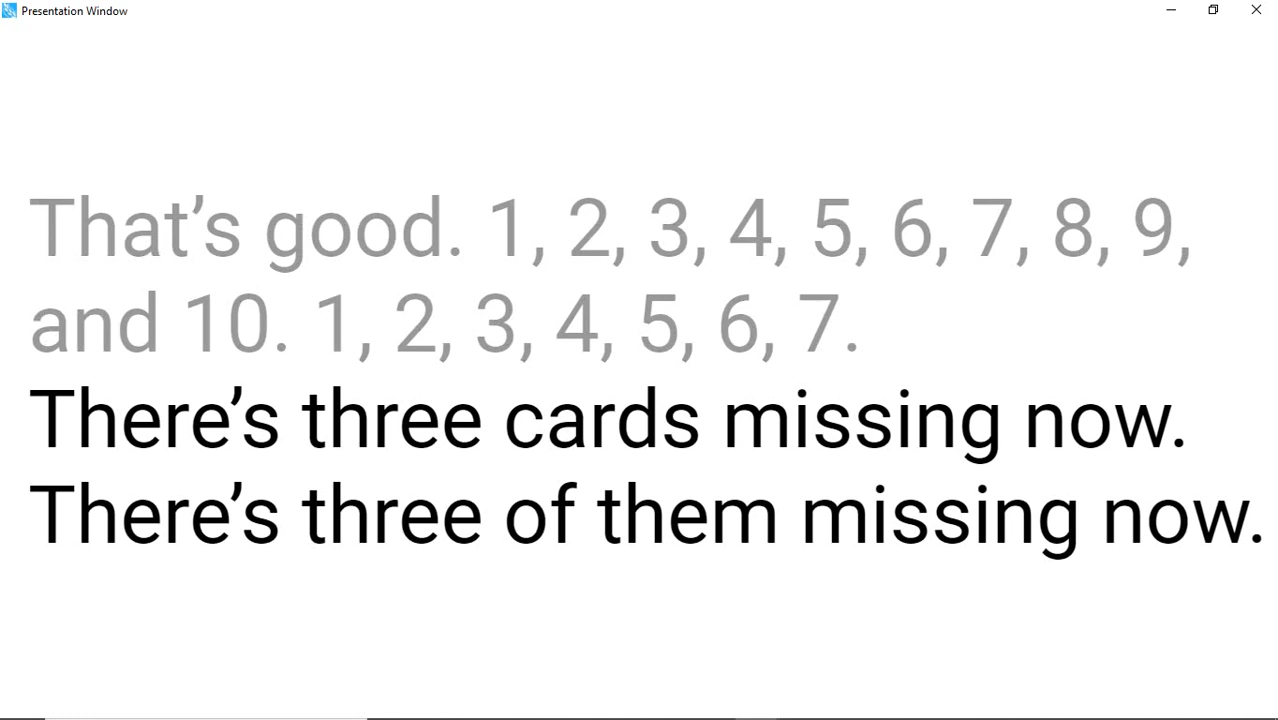 Presentation Window
That’s good. 1, 2, 3, 4, 5, 6, 7, 8, 9,
and 10. 1, 2, 3, 4, 5, 6, 7.
There’s three cards missing now.
There’s three of them missing now.